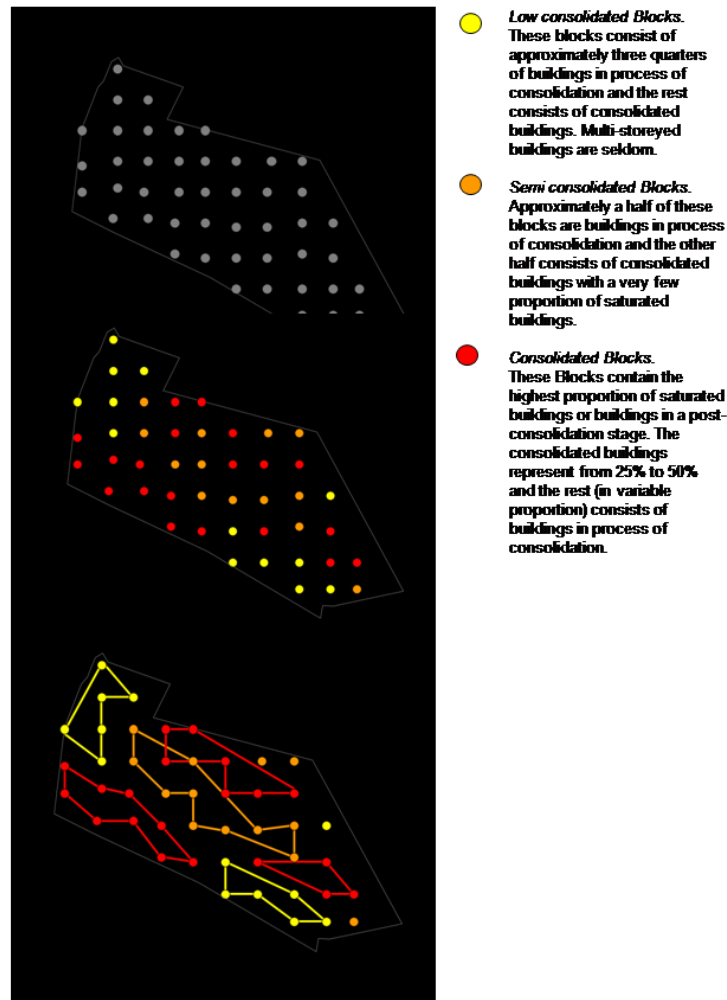 Low consolidated Blocks.
These blocks consist of
approximately three quarters
of buildings in process of
consolidation and the rest
consists of consolidated
buildings. Multi-storeyed
buildings are seldom.
Semi consolidated Blocks.
Approximately a half of these
blocks are buildings in process
of consolidation and the other
half consists of consolidated
buildings with a very few
proportion of saturated
buildings.
Consolidated Blocks.
These Blocks contain the
highest proportion of saturated
buildings or buildings in a post-
consolidation stage. The
consolidated buildings
represent from 25% to 50%
and the rest (in variable
proportion) consists of
buildings in process of
consolidation.